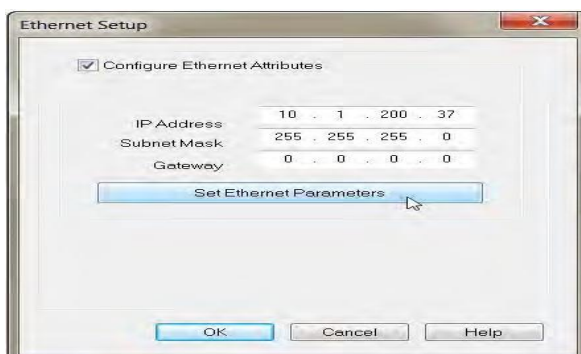 Ethernet Setup
Configure Ethernet Attributes
IP Address 10 . 1 . 200 . 37
Subnet Mask 255 . 255 . 255 . 0
Gateway 0 . 0 . 0 . 0
Set Ethernet Parameters
OK Cancel Help